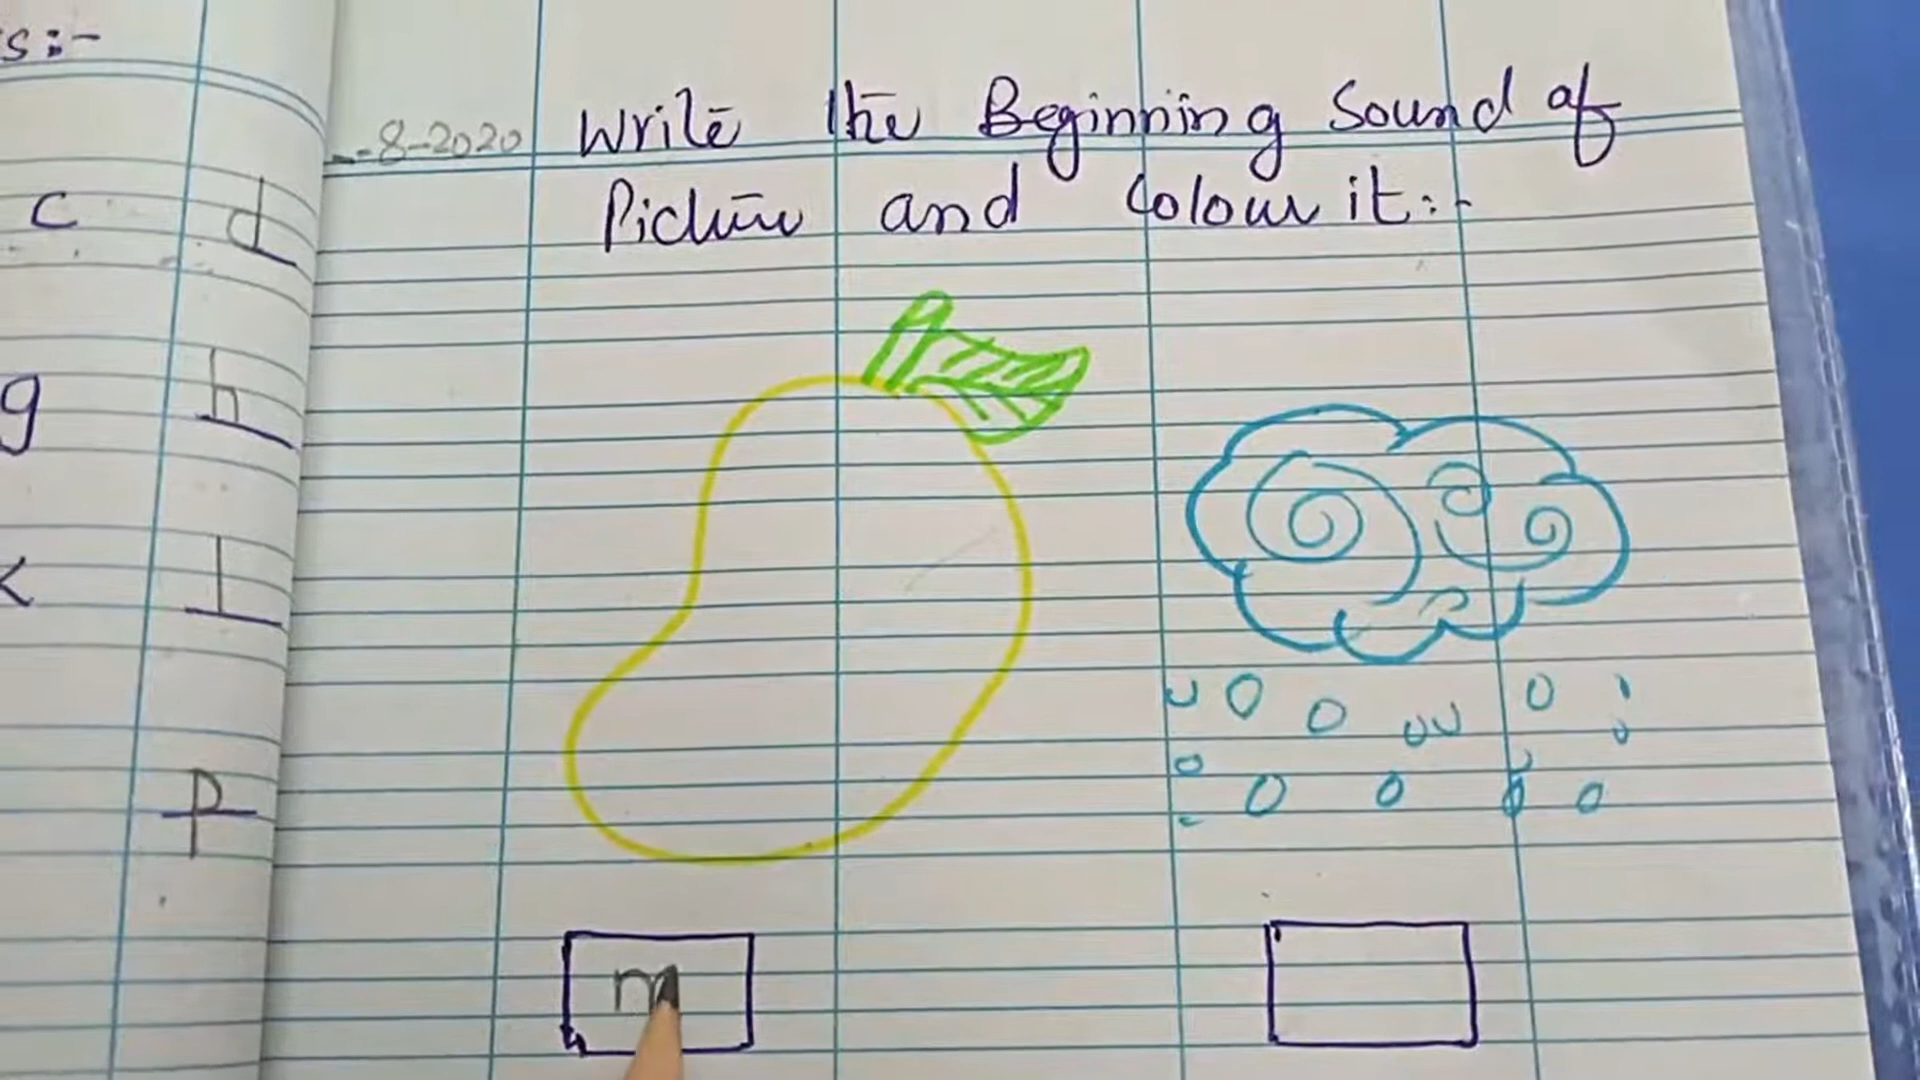 s:-
c d
g h
l
p
-8-2020 Write the Beginning Sound of
Picture and Colour it:-
m